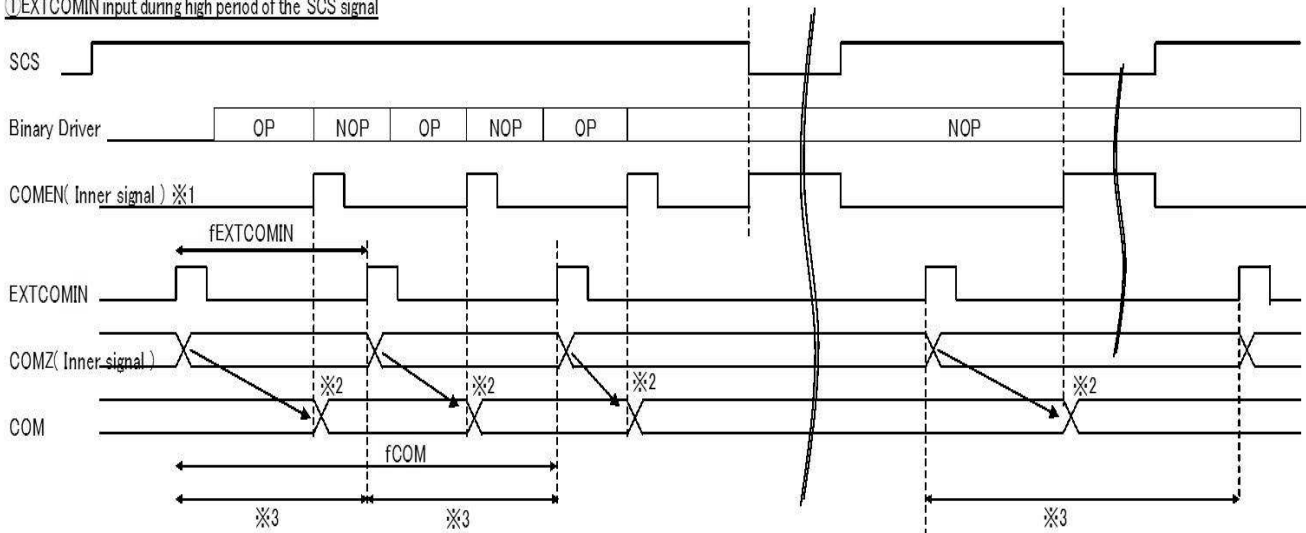 ①EXTCOMIN input during high period of the SCS signal
SCS
Binary Driver OP NOP OP NOP OP NOP
COMEN( Inner signal ) ※1
fEXTCOMIN
EXTCOMIN
COMZ( Inner signal )
※2 ※2 ※2 ※2
COM
fCOM
※3 ※3 ※3